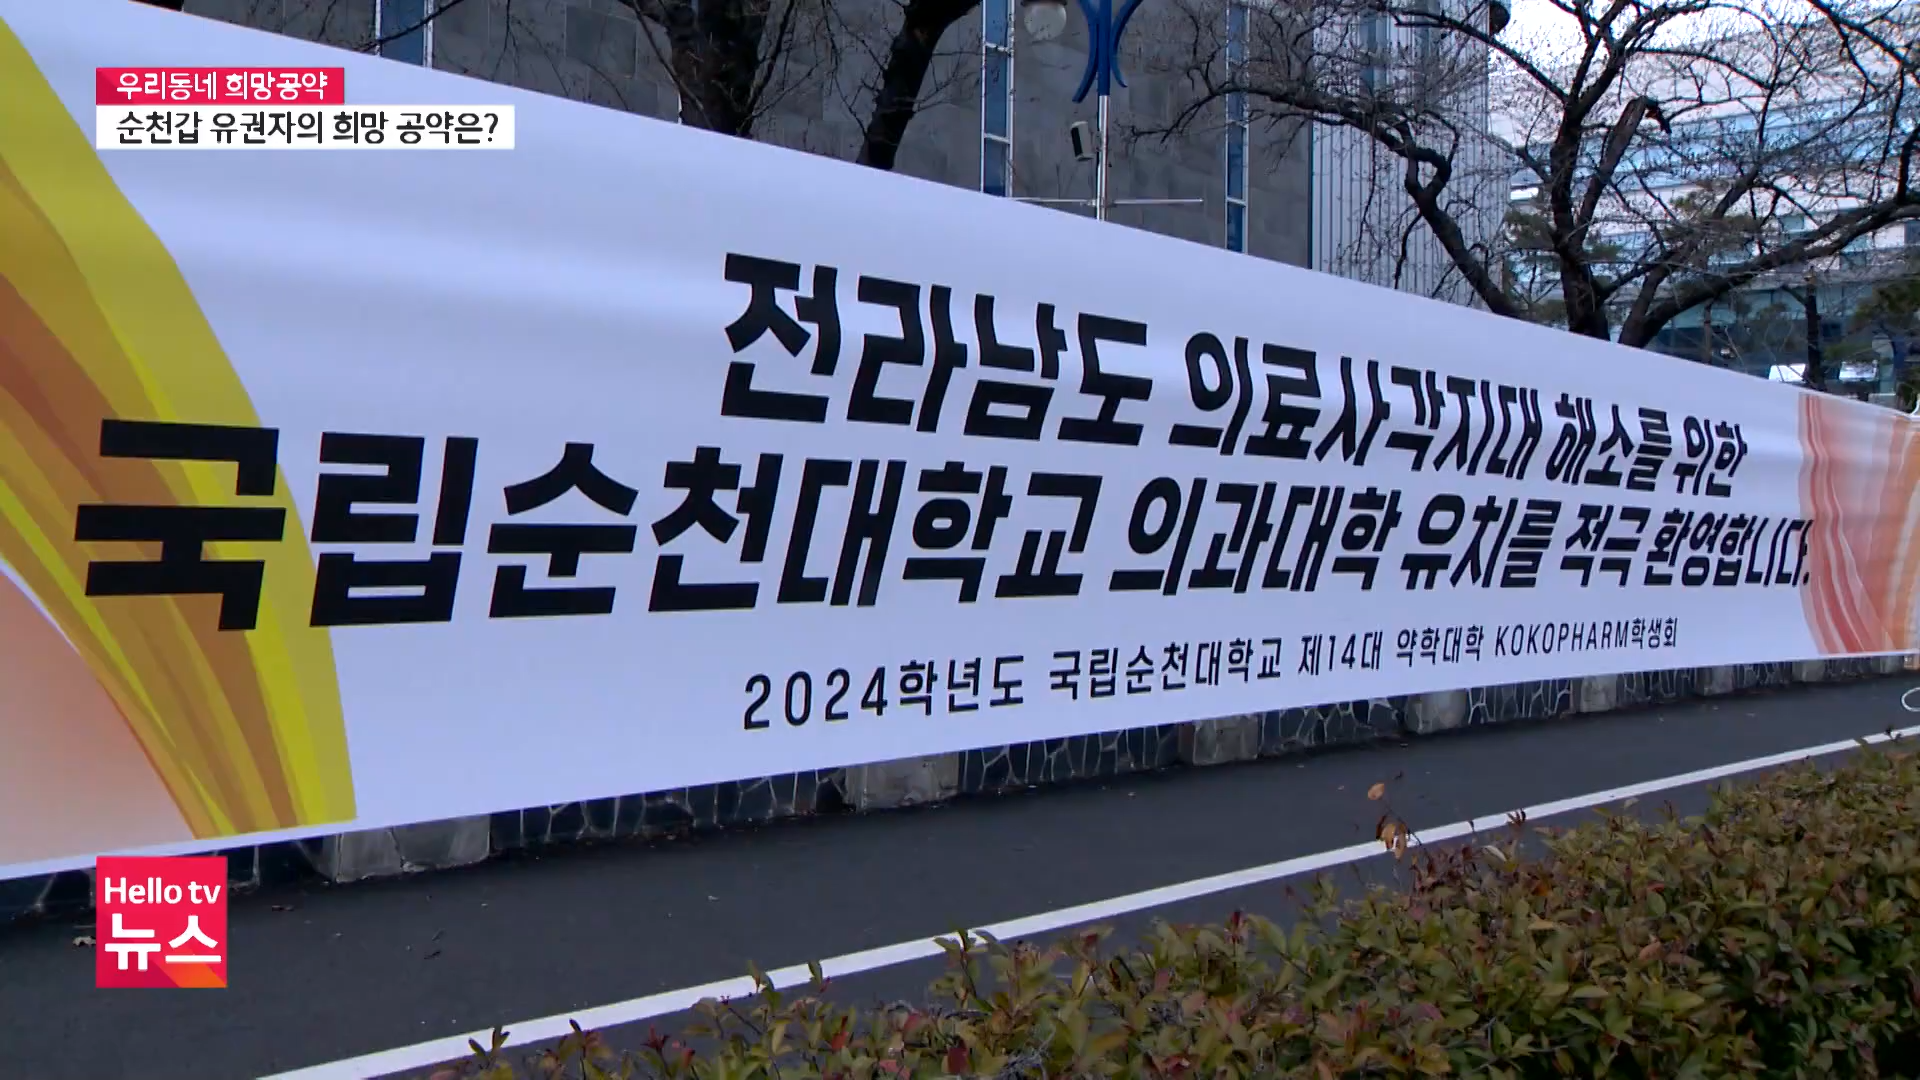 우리동네 희망공약
순천갑 유권자의 희망 공약은?
전라남도 의료사각지대 해소를 위한
국립순천대학교 의과대학 유치를 적극 환영합니다.
2024학년도 국립순천대학교 제14대 약학대학 KOKOPHARM학생회
Hello tv
뉴스